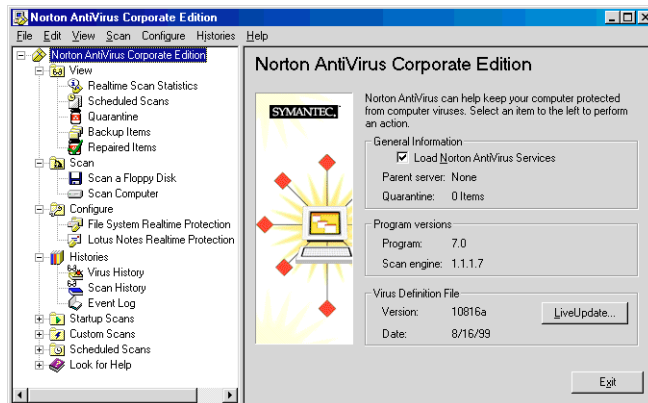 Norton AntiVirus Corporate Edition
File Edit View Scan Configure Histories Help
Norton AntiVirus Corporate Edition
View
Realtime Scan Statistics
Scheduled Scans
Quarantine
Backup Items
Repaired Items
Scan
Scan a Floppy Disk
Scan Computer
Configure
File System Realtime Protection
Lotus Notes Realtime Protection
Histories
Virus History
Scan History
Event Log
Startup Scans
Custom Scans
Scheduled Scans
Look for Help
Norton AntiVirus Corporate Edition
SYMANTEC.
Norton AntiVirus can help keep your computer protected
from computer viruses. Select an item to the left to perform
an action.
General Information
Load Norton AntiVirus Services
Parent server: None
Quarantine: 0 Items
Program versions
Program: 7.0
Scan engine: 1.1.1.7
Virus Definition File
Version: 10816a
LiveUpdate...
Date: 8/16/99
Exit